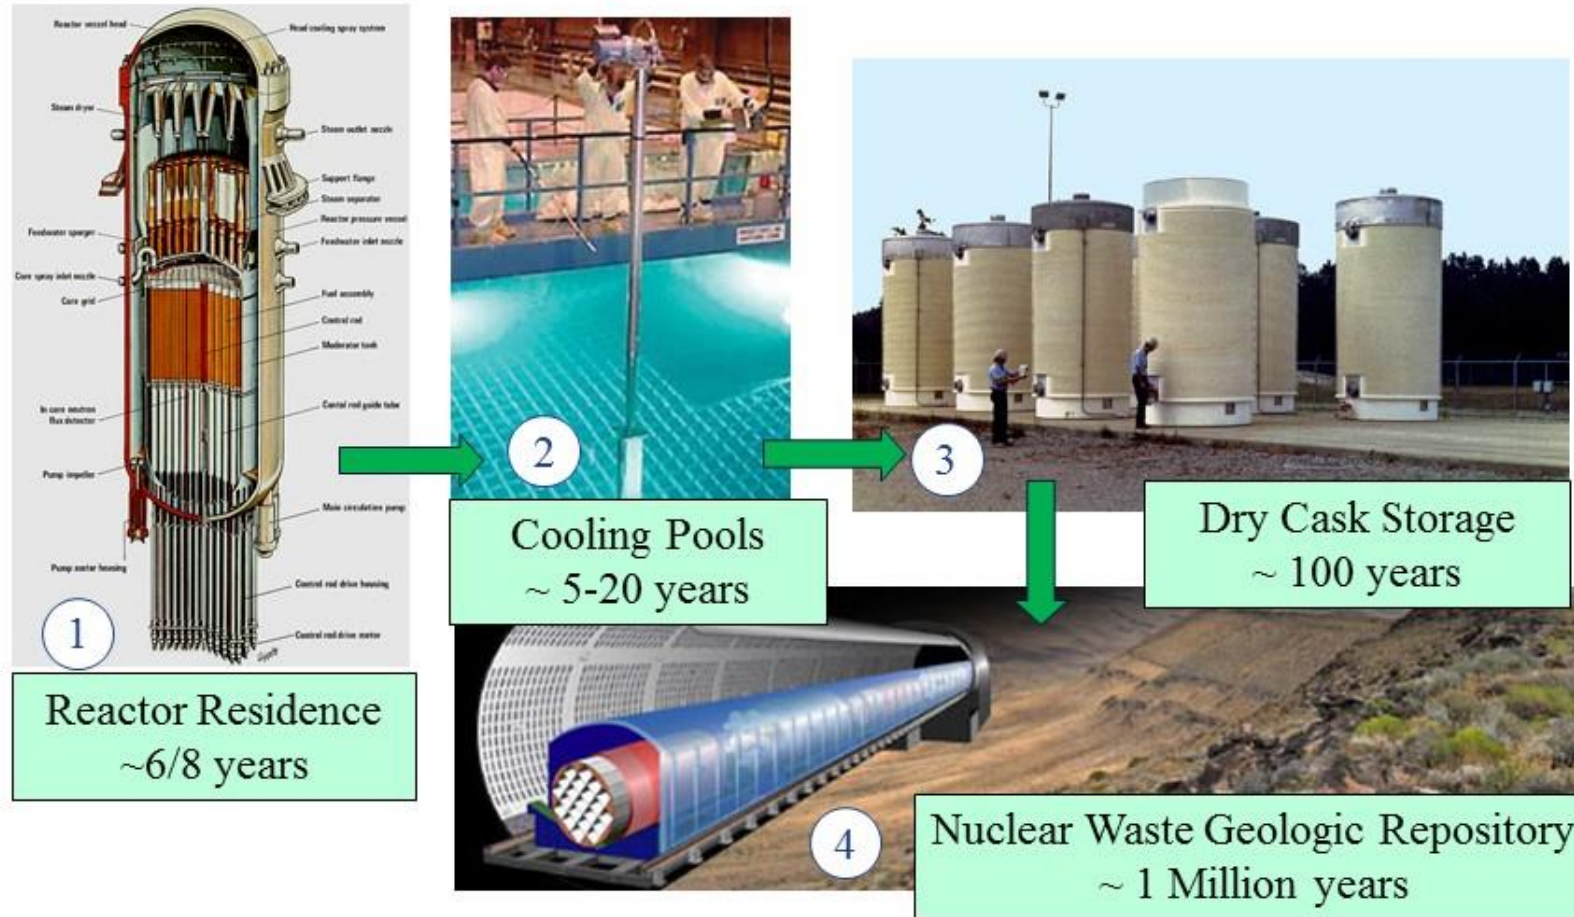 Reactor vessel head
Head cooling spray system
Steam dryer
Steam outlet nozzle
Support flange
Steam separator
Reactor pressure vessel
Feedwater sparger
Feedwater inlet nozzle
Core spray inlet nozzle
Core grid
Fuel assembly
Control rod
Moderator tank
In core neutron
flux detector
Contol rod guide tube
Pump impeller
Main circulation pump
Pump motor housing
Control rod drive housing
Control rod drive motor
1
Reactor Residence
~6/8 years
2
Cooling Pools
~ 5-20 years
3
Dry Cask Storage
~ 100 years
4
Nuclear Waste Geologic Repository
~ 1 Million years